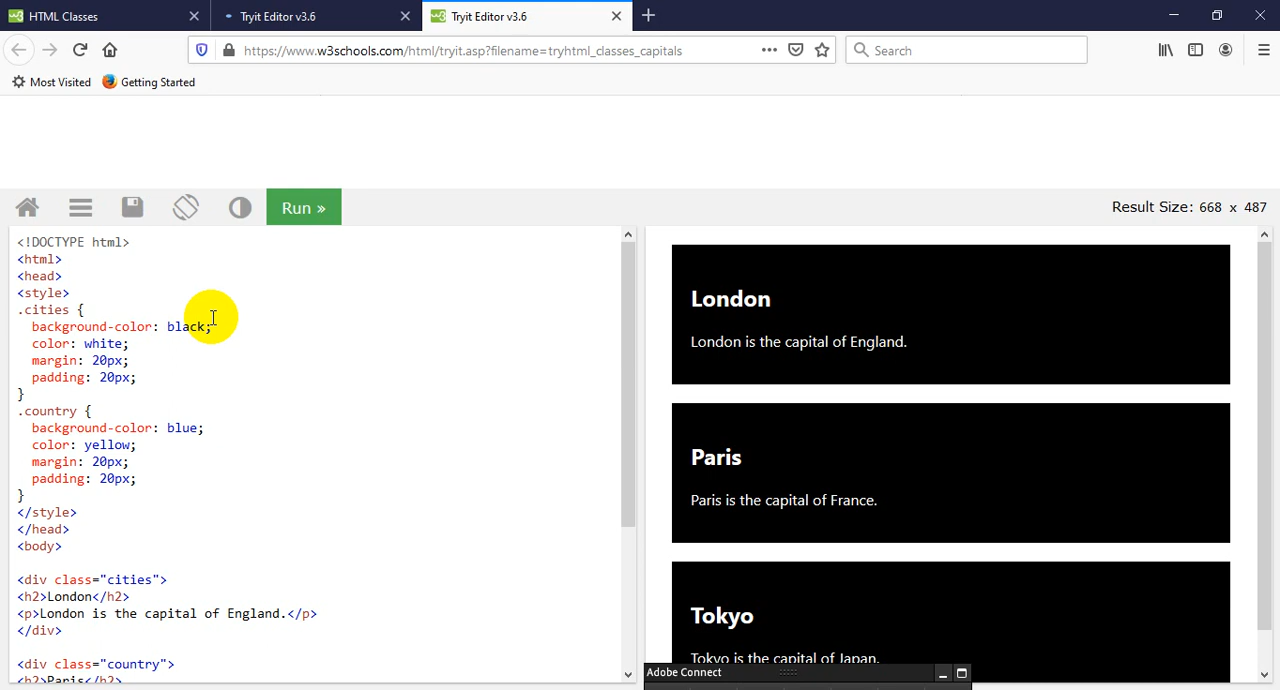 HTML Classes
Tryit Editor v3.6
Tryit Editor v3.6
https://www.w3schools.com/html/tryit.asp?filename=tryhtml_classes_capitals
Search
Most Visited
Getting Started
Run »
Result Size: 668 x 487
<!DOCTYPE html>
<html>
<head>
<style>
.cities {
  background-color: black;
  color: white;
  margin: 20px;
  padding: 20px;
}
.country {
  background-color: blue;
  color: yellow;
  margin: 20px;
  padding: 20px;
}
</style>
</head>
<body>
<div class="cities">
<h2>London</h2>
<p>London is the capital of England.</p>
</div>
<div class="country">
<h2>Paris</h2>
London
London is the capital of England.
Paris
Paris is the capital of France.
Tokyo
Tokyo is the capital of Japan.
Adobe Connect